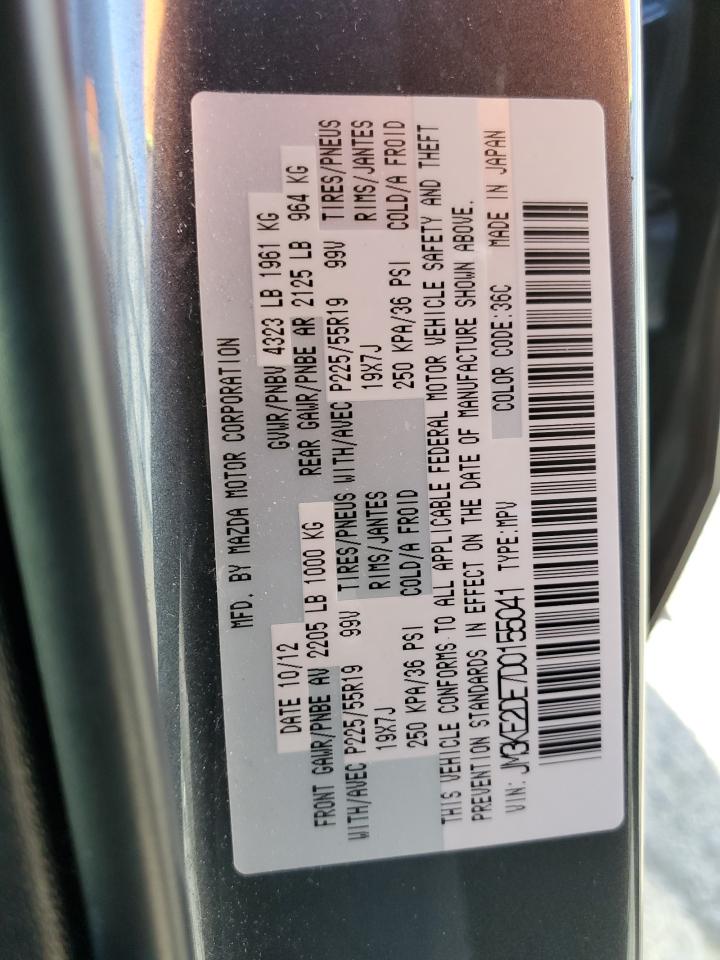 MFD. BY MAZDA MOTOR CORPORATION
DATE 10/12 GVWR/PNBV 4323 LB 1961 KG
FRONT GAWR/PNBE AV 2205 LB 1000 KG REAR GAWR/PNBE AR 2125 LB 964 KG
WITH/AVEC P225/55R19 99V TIRES/PNEUS WITH/AVEC P225/55R19 99V TIRES/PNEUS
19X7J RIMS/JANTES 19X7J RIMS/JANTES
250 KPA/36 PSI COLD/A FROID 250 KPA/36 PSI COLD/A FROID
THIS VEHICLE CONFORMS TO ALL APPLICABLE FEDERAL MOTOR VEHICLE SAFETY AND THEFT
PREVENTION STANDARDS IN EFFECT ON THE DATE OF MANUFACTURE SHOWN ABOVE.
VIN: JM3KE2DE7D0155041 TYPE:MPV COLOR CODE:36C MADE IN JAPAN